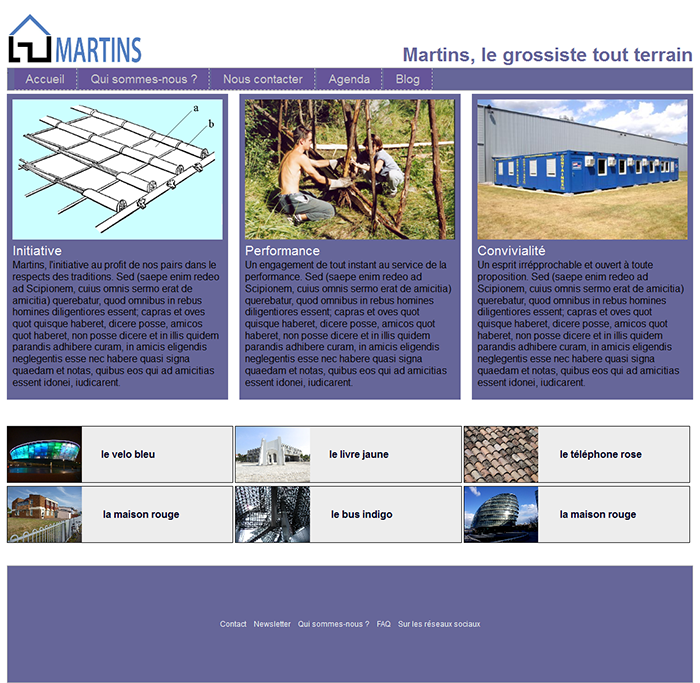 MARTINS
Martins, le grossiste tout terrain
Accueil Qui sommes-nous ? Nous contacter Agenda Blog
a
b
Initiative
Martins, l'initiative au profit de nos pairs dans le
respects des traditions. Sed (saepe enim redeo
ad Scipionem, cuius omnis sermo erat de
amicitia) querebatur, quod omnibus in rebus
homines diligentiores essent; capras et oves
quot quisque haberet, dicere posse, amicos
quot haberet, non posse dicere et in illis quidem
parandis adhibere curam, in amicis eligendis
neglegentis esse nec habere quasi signa
quaedam et notas, quibus eos qui ad amicitias
essent idonei, iudicarent.
Performance
Un engagement de tout instant au service de la
performance. Sed (saepe enim redeo ad
Scipionem, cuius omnis sermo erat de amicitia)
querebatur, quod omnibus in rebus homines
diligentiores essent; capras et oves quot
quisque haberet, dicere posse, amicos quot
haberet, non posse dicere et in illis quidem
parandis adhibere curam, in amicis eligendis
neglegentis esse nec habere quasi signa
quaedam et notas, quibus eos qui ad amicitias
essent idonei, iudicarent.
Convivialité
Un esprit irrépprochable et ouvert à toute
proposition. Sed (saepe enim redeo ad
Scipionem, cuius omnis sermo erat de amicitia)
querebatur, quod omnibus in rebus homines
diligentiores essent; capras et oves quot
quisque haberet, dicere posse, amicos quot
haberet, non posse dicere et in illis quidem
parandis adhibere curam, in amicis eligendis
neglegentis esse nec habere quasi signa
quaedam et notas, quibus eos qui ad amicitias
essent idonei, iudicarent.
le velo bleu
le livre jaune
le téléphone rose
la maison rouge
le bus indigo
la maison rouge
Contact Newsletter Qui sommes-nous ? FAQ Sur les réseaux sociaux